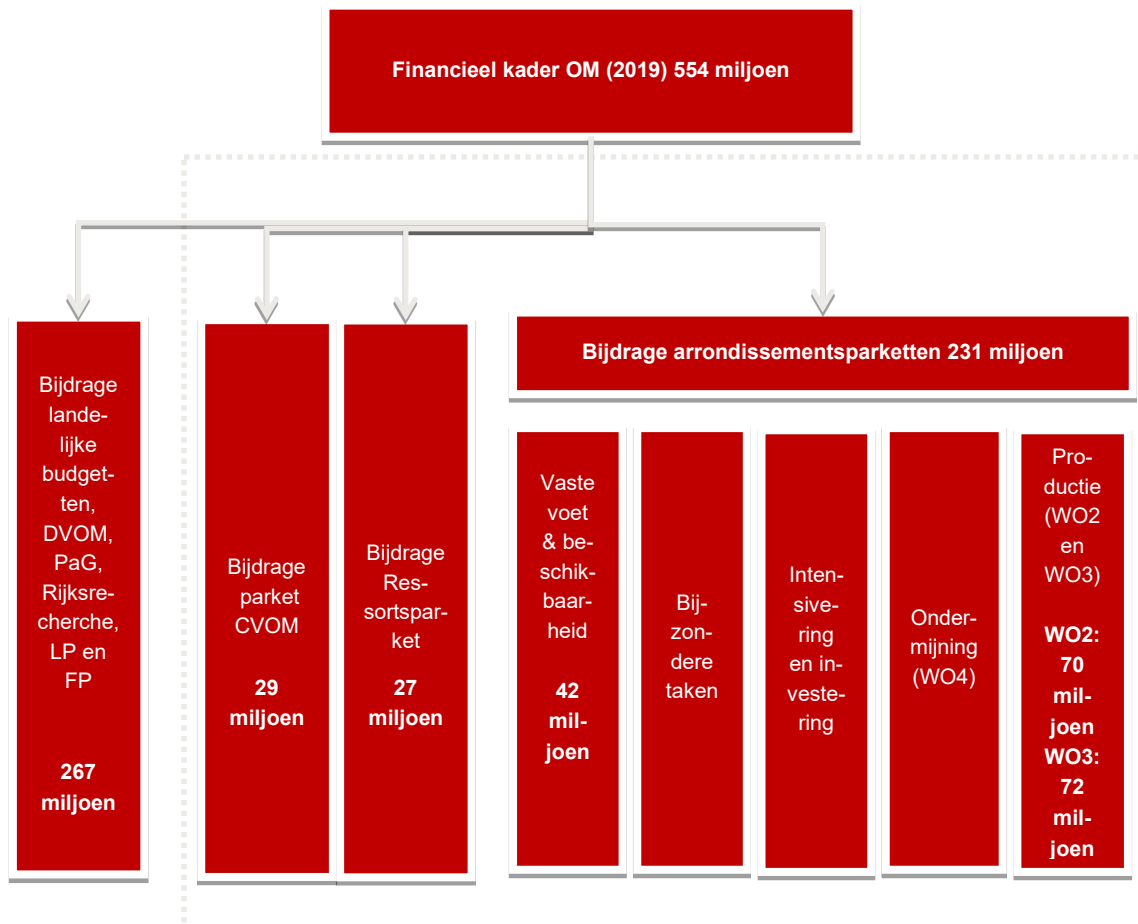 Financieel kader OM (2019) 554 miljoen
Bijdrage
lande-
lijke
budget-
ten,
DVOM,
PaG,
Rijksre-
cherche,
LP en
FP
267
miljoen
Bijdrage
parket
CVOM
29
miljoen
Bijdrage
Res-
sortspar-
ket
27
miljoen
Bijdrage arrondissementsparketten 231 miljoen
Vaste
voet
& be-
schik-
baar-
heid
42
mil-
joen
Bij-
zon-
dere
taken
Inten-
sive-
ring
en in-
veste-
ring
Onder-
mijning
(WO4)
Pro-
ductie
(WO2
en
WO3)
WO2:
70
mil-
joen
WO3:
72
mil-
joen